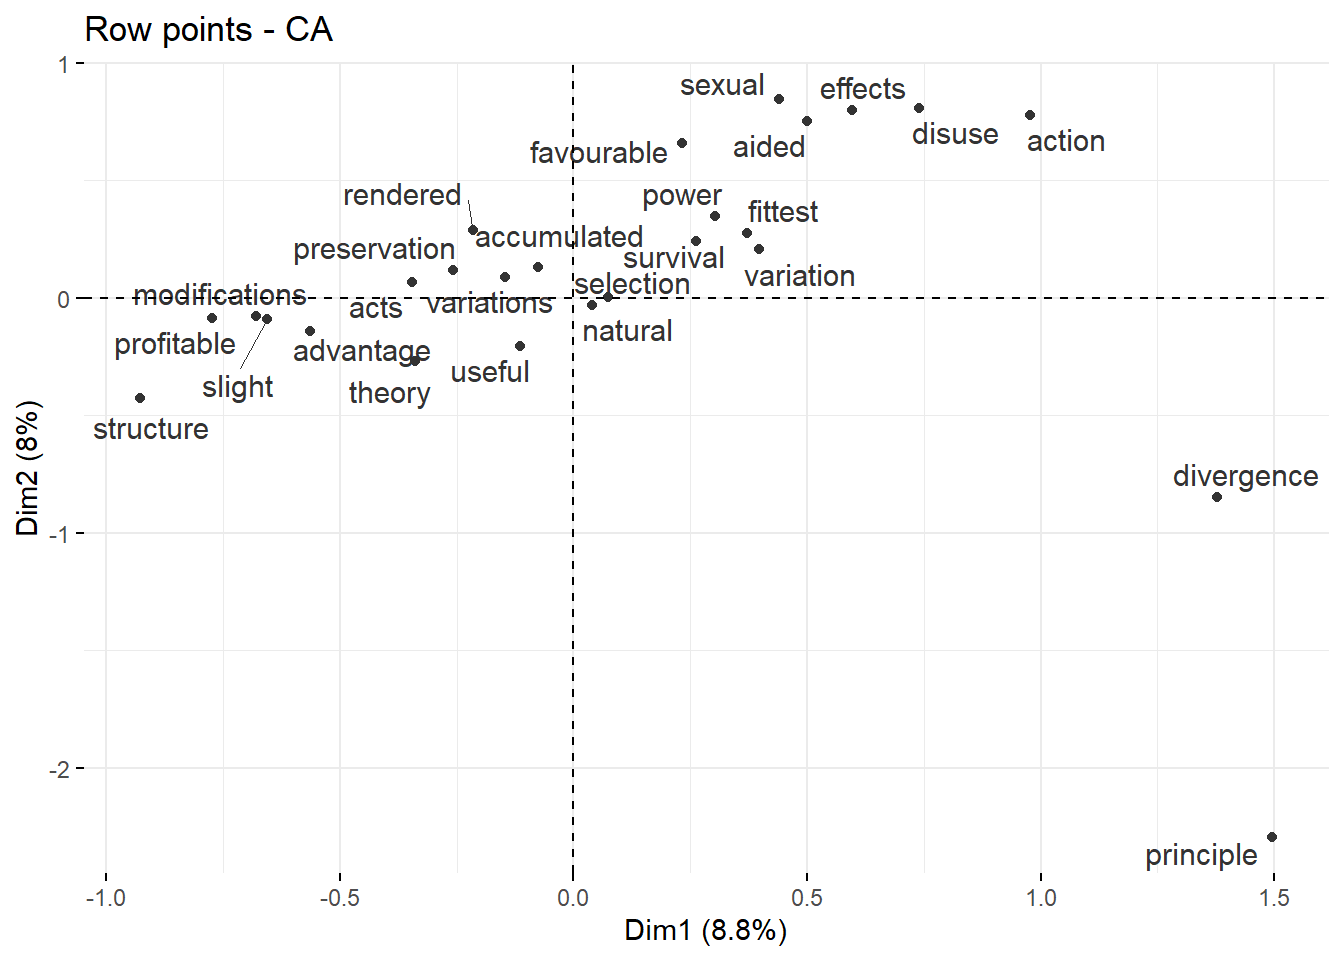 Row points - CA
1
sexual
effects
disuse
action
aided
favourable
rendered
power
fittest
accumulated
preservation
survival
variation
selection
0
modifications
acts
variations
natural
profitable
advantage
useful
slight
theory
structure
divergence
-1
-2
principle
-1.0
-0.5
0.0
0.5
1.0
1.5
Dim1 (8.8%)
Dim2 (8%)